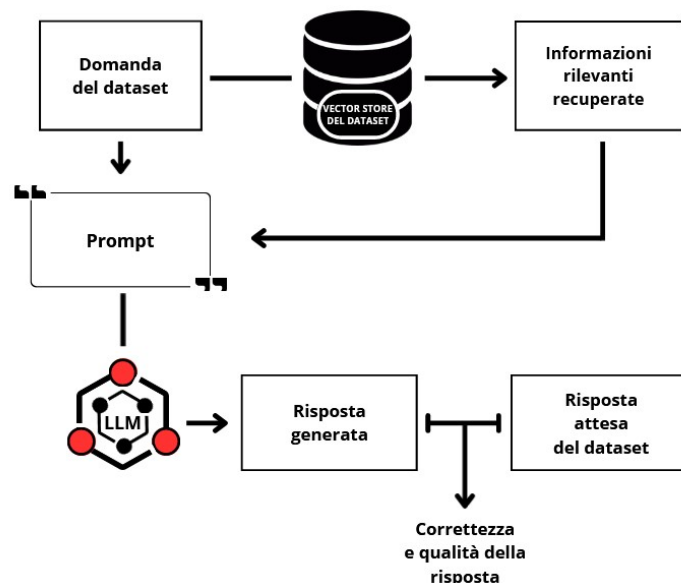 Domanda
del dataset
VECTOR STORE
DEL DATASET
Informazioni
rilevanti
recuperate
Prompt
LLM
Risposta
generata
Risposta
attesa
del dataset
Correttezza
e qualità della
risposta